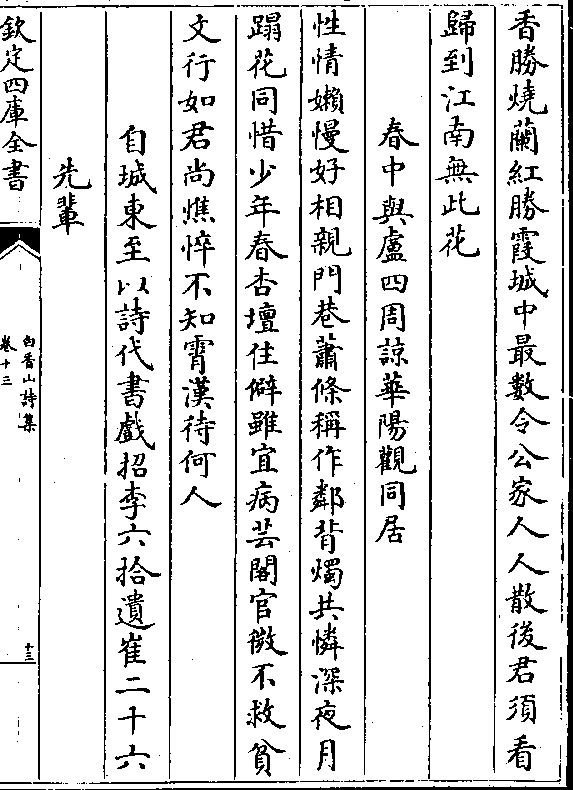 香勝燒蘭紅勝霞城中最數令公家人人散後君須看
歸到江南無此花
春中與盧四周諒華陽觀同居
性情嬾慢好相親門巷蕭條稱作鄰背燭共憐深夜月
蹋花同惜少年春杏壇住僻雖宜病芸閣官微不救貧
文行如君尚憔悴不知霄漢待何人
自城東至以詩代書戲招李六拾遺崔二十六
先輩
欽定四庫全書
白香山詩集
卷十三
十三